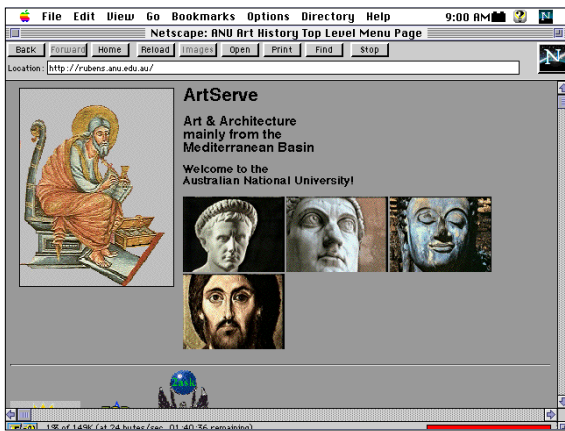 File Edit View Go Bookmarks Options Directory Help 9:00 AM
Netscape: ANU Art History Top Level Menu Page
Back Forward Home Reload Images Open Print Find Stop
N
Location: http://rubens.anu.edu.au/
ArtServe
Art & Architecture
mainly from the
Mediterranean Basin
Welcome to the
Australian National University!
2ask
1% of 149K (at 24 bytes/sec, 01:40:36 remaining)